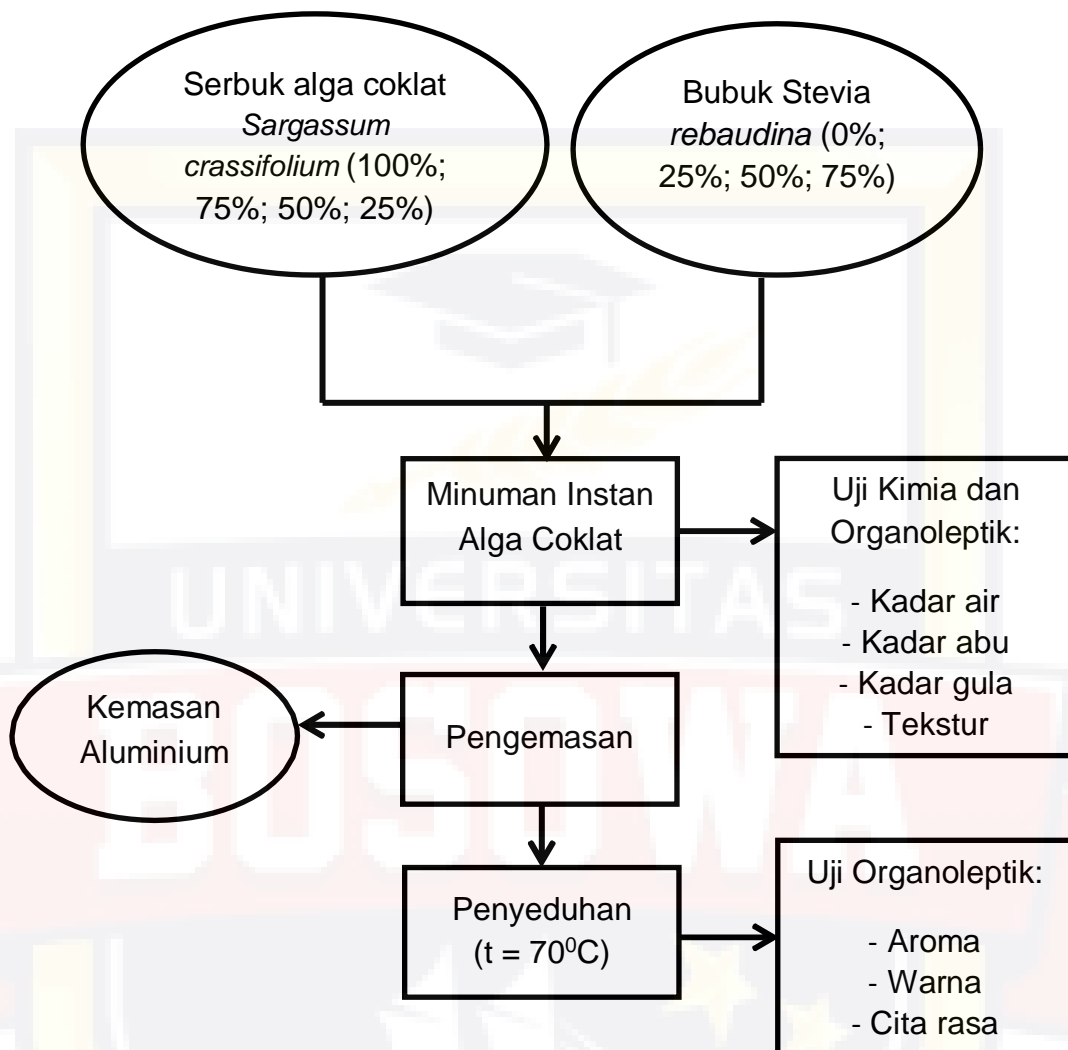 Serbuk alga coklat
Sargassum
crassifolium (100%;
75%; 50%; 25%)
Bubuk Stevia
rebaudina (0%;
25%; 50%; 75%)
Minuman Instan
Alga Coklat
Uji Kimia dan
Organoleptik:
- Kadar air
- Kadar abu
- Kadar gula
- Tekstur
Kemasan
Aluminium
Pengemasan
Penyeduhan
(t = 70⁰C)
Uji Organoleptik:
- Aroma
- Warna
- Cita rasa
UNIVERSITAS
BOSOWA